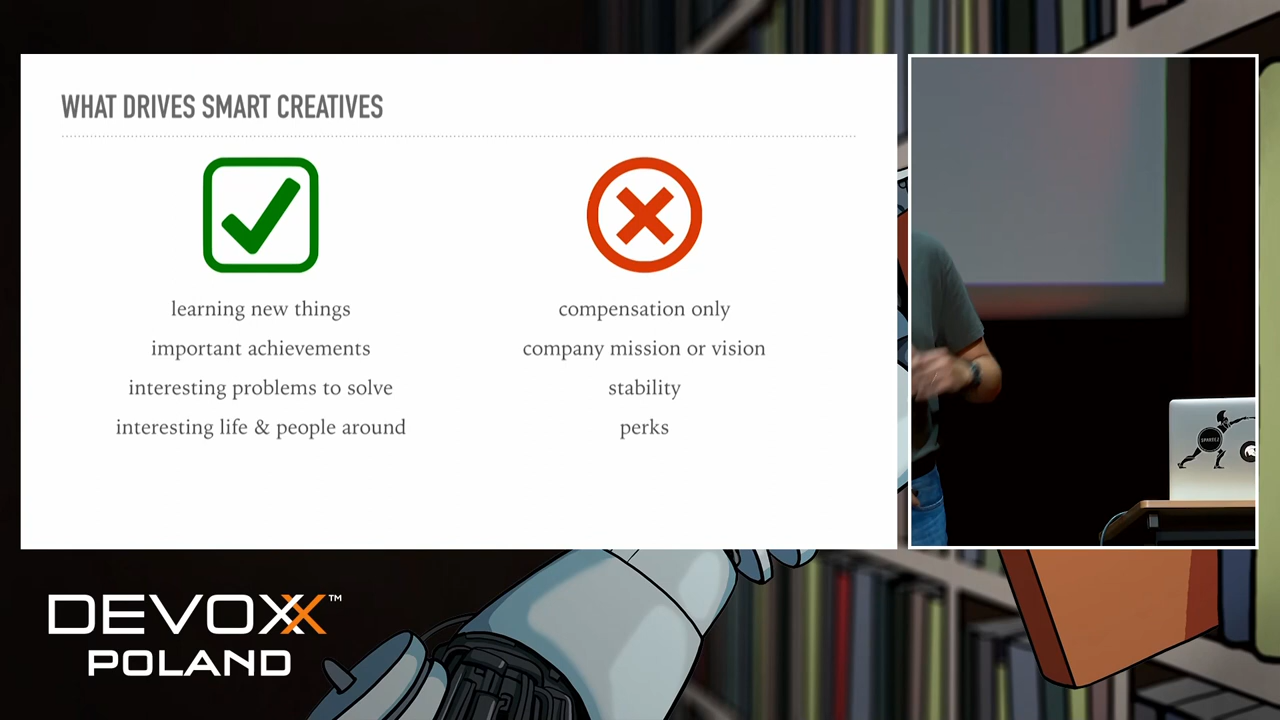 WHAT DRIVES SMART CREATIVES
learning new things
important achievements
interesting problems to solve
interesting life & people around
compensation only
company mission or vision
stability
perks
SPARTEZ
DEVOXX™
POLAND